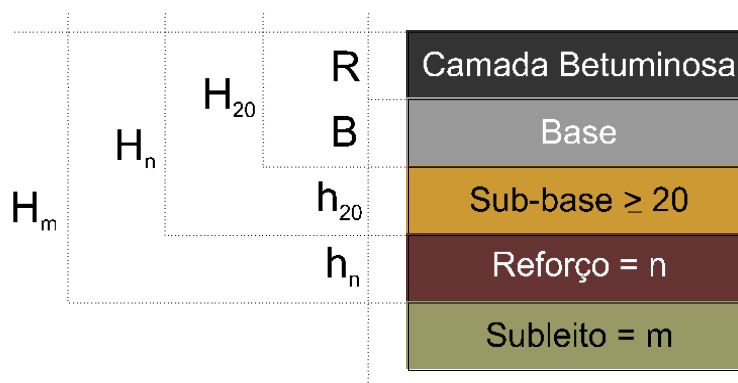 R Camada Betuminosa
H₂₀
B Base
Hₙ
Hₘ h₂₀ Sub-base ≥ 20
hₙ Reforço = n
Subleito = m